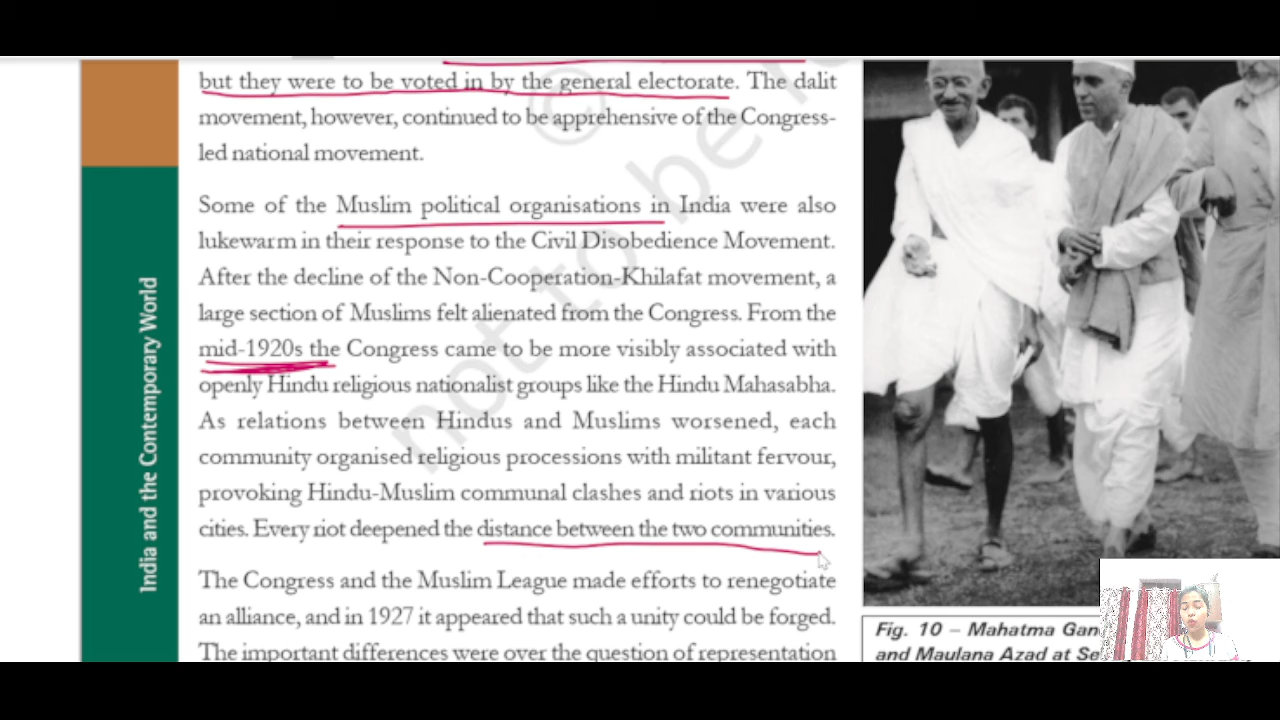 but they were to be voted in by the general electorate. The dalit
movement, however, continued to be apprehensive of the Congress-
led national movement.
Some of the Muslim political organisations in India were also
lukewarm in their response to the Civil Disobedience Movement.
After the decline of the Non-Cooperation-Khilafat movement, a
large section of Muslims felt alienated from the Congress. From the
mid-1920s the Congress came to be more visibly associated with
openly Hindu religious nationalist groups like the Hindu Mahasabha.
As relations between Hindus and Muslims worsened, each
community organised religious processions with militant fervour,
provoking Hindu-Muslim communal clashes and riots in various
cities. Every riot deepened the distance between the two communities.
The Congress and the Muslim League made efforts to renegotiate
an alliance, and in 1927 it appeared that such a unity could be forged.
The important differences were over the question of representation
India and the Contemporary World
Fig. 10 – Mahatma Gan
and Maulana Azad at Se
©
not to be r